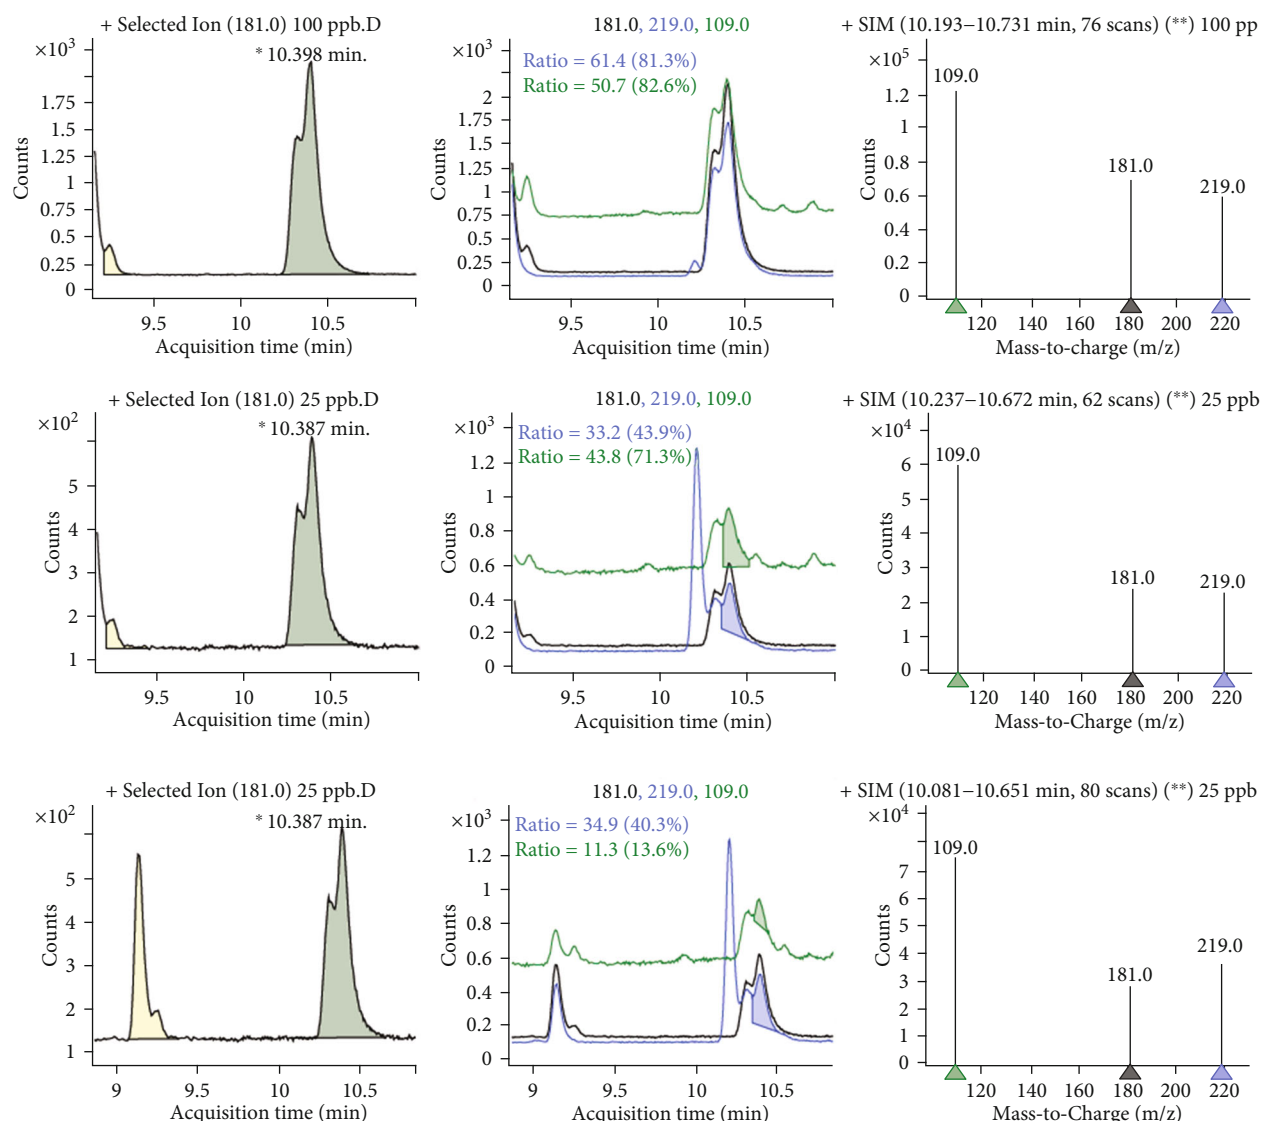 + Selected Ion (181.0) 100 ppb.D
×10³
* 10.398 min.
1.75
1.5
1.25
1
0.75
0.5
0.25
0
Counts
9.5 10 10.5
Acquisition time (min)
181.0, 219.0, 109.0
×10³
Ratio = 61.4 (81.3%)
Ratio = 50.7 (82.6%)
2
1.75
1.5
1.25
1
0.75
0.5
0.25
0
Counts
9.5 10 10.5
Acquisition time (min)
+ SIM (10.193–10.731 min, 76 scans) (**) 100 pp
×10⁵
109.0
181.0
219.0
1.2
1
0.8
0.6
0.4
0.2
0
Counts
120 140 160 180 200 220
Mass-to-charge (m/z)
+ Selected Ion (181.0) 25 ppb.D
×10²
* 10.387 min.
5
4
3
2
1
Counts
9.5 10 10.5
Acquisition time (min)
181.0, 219.0, 109.0
×10³
Ratio = 33.2 (43.9%)
Ratio = 43.8 (71.3%)
1.2
1
0.8
0.6
0.4
0.2
0
Counts
9.5 10 10.5
Acquisition time (min)
+ SIM (10.237–10.672 min, 62 scans) (**) 25 ppb
×10⁴
109.0
181.0
219.0
6
5
4
3
2
1
0
Counts
120 140 160 180 200 220
Mass-to-Charge (m/z)
+ Selected Ion (181.0) 25 ppb.D
×10²
* 10.387 min.
5
4
3
2
1
Counts
9 9.5 10 10.5
Acquisition time (min)
181.0, 219.0, 109.0
×10³
Ratio = 34.9 (40.3%)
Ratio = 11.3 (13.6%)
1.2
1
0.8
0.6
0.4
0.2
0
Counts
9 9.5 10 10.5
Acquisition time (min)
+ SIM (10.081–10.651 min, 80 scans) (**) 25 ppb
×10⁴
109.0
181.0
219.0
7
6
5
4
3
2
1
0
Counts
120 140 160 180 200 220
Mass-to-Charge (m/z)